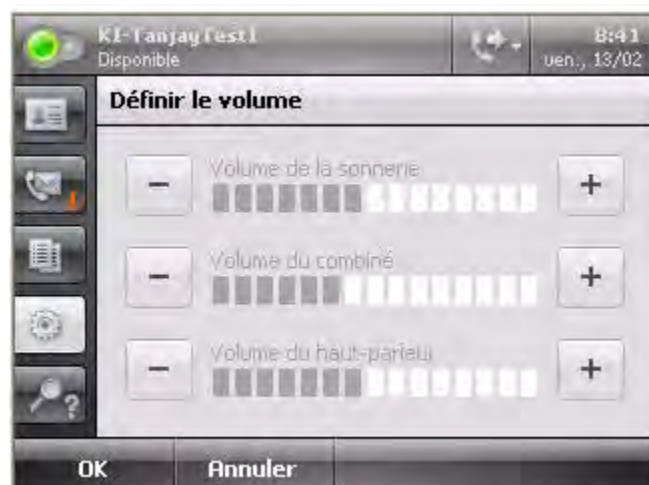 KI-TanjayTest1
Disponible
8:41
ven., 13/02
Définir le volume
Volume de la sonnerie
Volume du combiné
Volume du haut-parleur
OK
Annuler